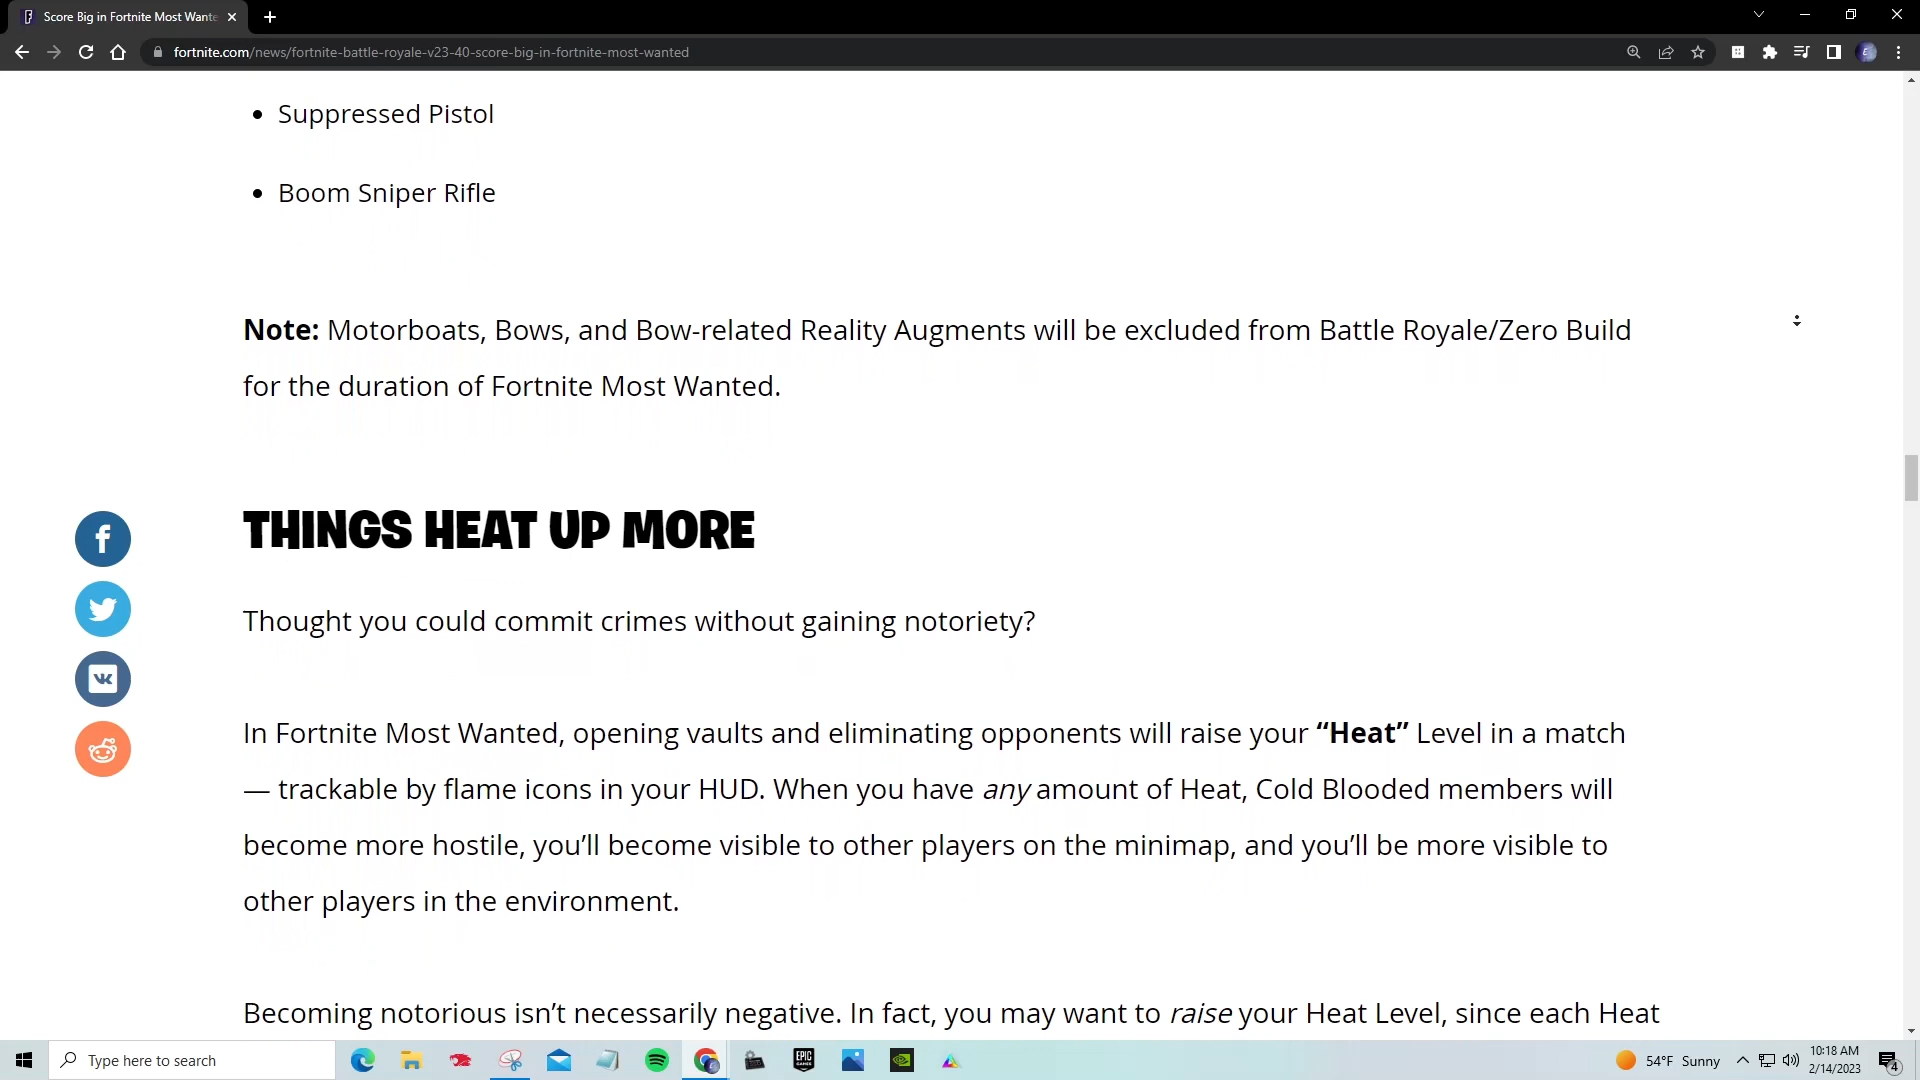 Score Big in Fortnite Most Wante
fortnite.com/news/fortnite-battle-royale-v23-40-score-big-in-fortnite-most-wanted
• Suppressed Pistol
• Boom Sniper Rifle
Note: Motorboats, Bows, and Bow-related Reality Augments will be excluded from Battle Royale/Zero Build
for the duration of Fortnite Most Wanted.
THINGS HEAT UP MORE
Thought you could commit crimes without gaining notoriety?
In Fortnite Most Wanted, opening vaults and eliminating opponents will raise your “Heat” Level in a match
— trackable by flame icons in your HUD. When you have any amount of Heat, Cold Blooded members will
become more hostile, you’ll become visible to other players on the minimap, and you’ll be more visible to
other players in the environment.
Becoming notorious isn’t necessarily negative. In fact, you may want to raise your Heat Level, since each Heat
Type here to search
EPIC
GAMES
54°F Sunny
10:18 AM
2/14/2023
4